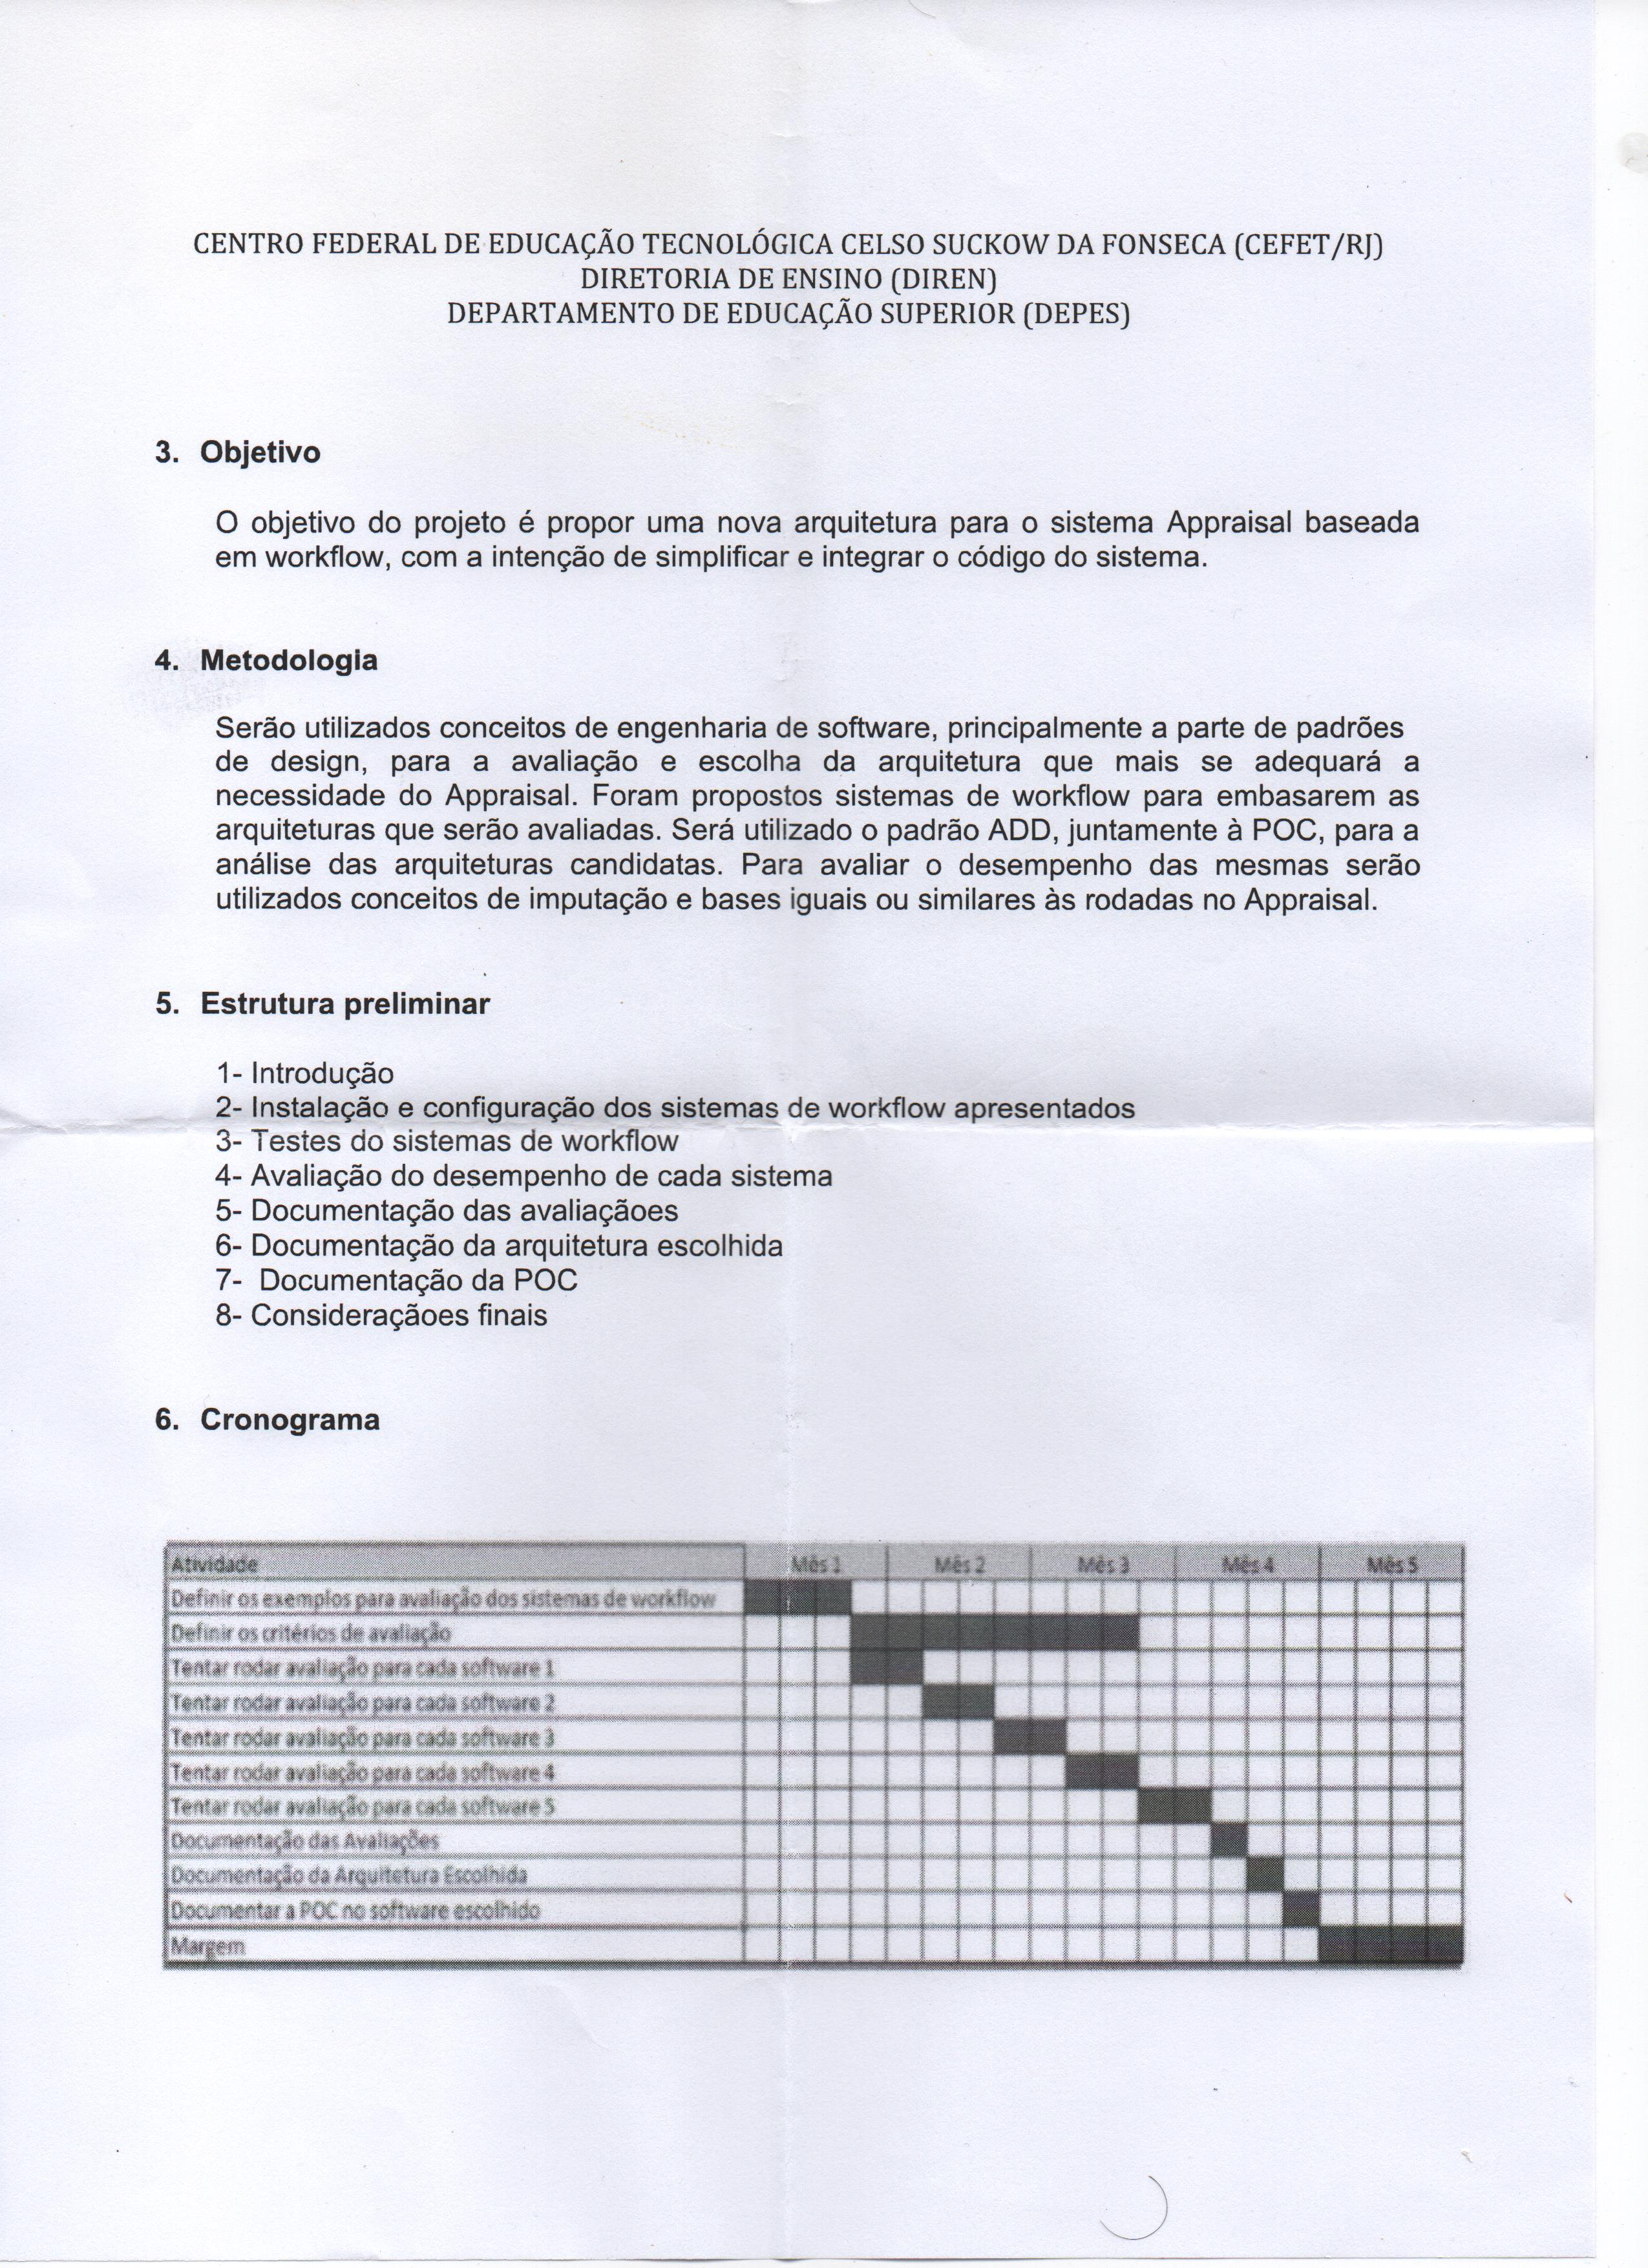 CENTRO FEDERAL DE EDUCAÇÃO TECNOLÓGICA CELSO SUCKOW DA FONSECA (CEFET/RJ)
DIRETORIA DE ENSINO (DIREN)
DEPARTAMENTO DE EDUCAÇÃO SUPERIOR (DEPES)
3. Objetivo
O objetivo do projeto é propor uma nova arquitetura para o sistema Appraisal baseada
em workflow, com a intenção de simplificar e integrar o código do sistema.
4. Metodologia
Serão utilizados conceitos de engenharia de software, principalmente a parte de padrões
de design, para a avaliação e escolha da arquitetura que mais se adequará a
necessidade do Appraisal. Foram propostos sistemas de workflow para embasarem as
arquiteturas que serão avaliadas. Será utilizado o padrão ADD, juntamente à POC, para a
análise das arquiteturas candidatas. Para avaliar o desempenho das mesmas serão
utilizados conceitos de imputação e bases iguais ou similares às rodadas no Appraisal.
5. Estrutura preliminar
1- Introdução
2- Instalação e configuração dos sistemas de workflow apresentados
3- Testes do sistemas de workflow
4- Avaliação do desempenho de cada sistema
5- Documentação das avaliaçãoes
6- Documentação da arquitetura escolhida
7- Documentação da POC
8- Consideraçãoes finais
6. Cronograma
Atividade Mês 1 Mês 2 Mês 3 Mês 4 Mês 5
Definir os exemplos para avaliação dos sistemas de workflow
Definir os critérios de avaliação
Tentar rodar avaliação para cada software 1
Tentar rodar avaliação para cada software 2
Tentar rodar avaliação para cada software 3
Tentar rodar avaliação para cada software 4
Tentar rodar avaliação para cada software 5
Documentação das Avaliações
Documentação da Arquitetura Escolhida
Documentar a POC no software escolhido
Margem